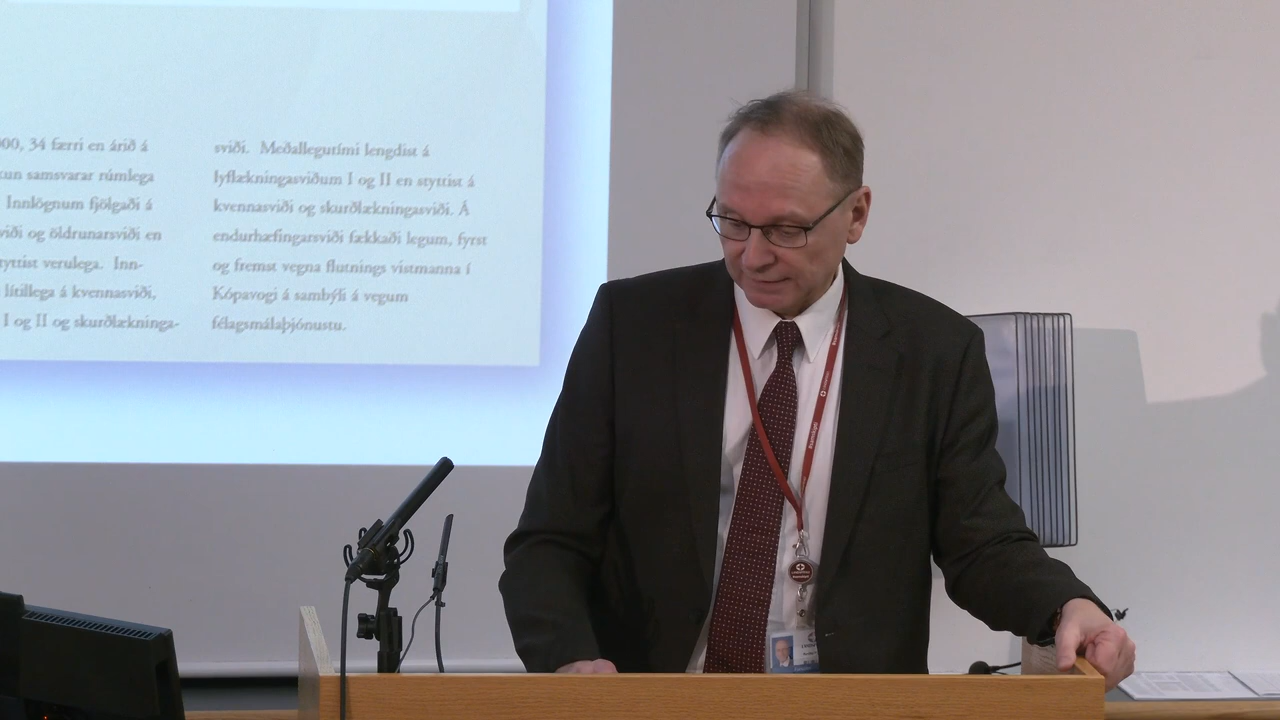 00, 34 færri en árið á
un samsvarar rúmlega
Innlögnum fjölgaði á
viði og öldrunarsviði en
tyttist verulega. Inn-
lítillega á kvennasviði,
I og II og skurðlækninga-
sviði. Meðallegutími lengdist á
lyflækningasviðum I og II en styttist á
kvennasviði og skurðlækningasviði. Á
endurhæfingarsviði fækkaði legum, fyrst
og fremst vegna flutnings vistmanna í
Kópavogi á sambýli á vegum
félagsmálaþjónustu.